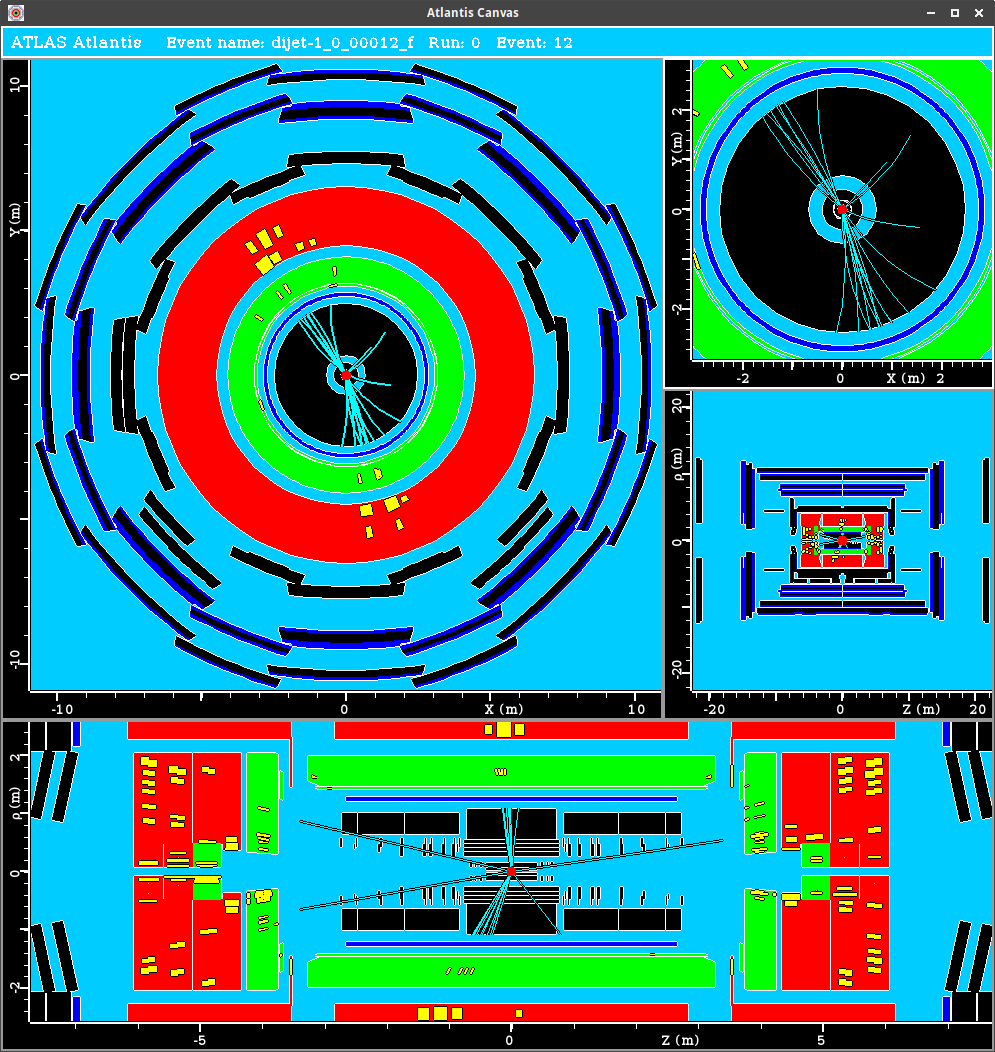 Atlantis Canvas
ATLAS Atlantis Event name: dijet-1_0_00012_f Run: 0 Event: 12
10
Y(m)
0
-10
-10 0 X (m) 10
2
Y(m)
0
-2
-2 0 X (m) 2
20
ρ(m)
0
-20
-20 0 Z (m) 20
2
ρ(m)
0
-2
-5 0 Z (m) 5